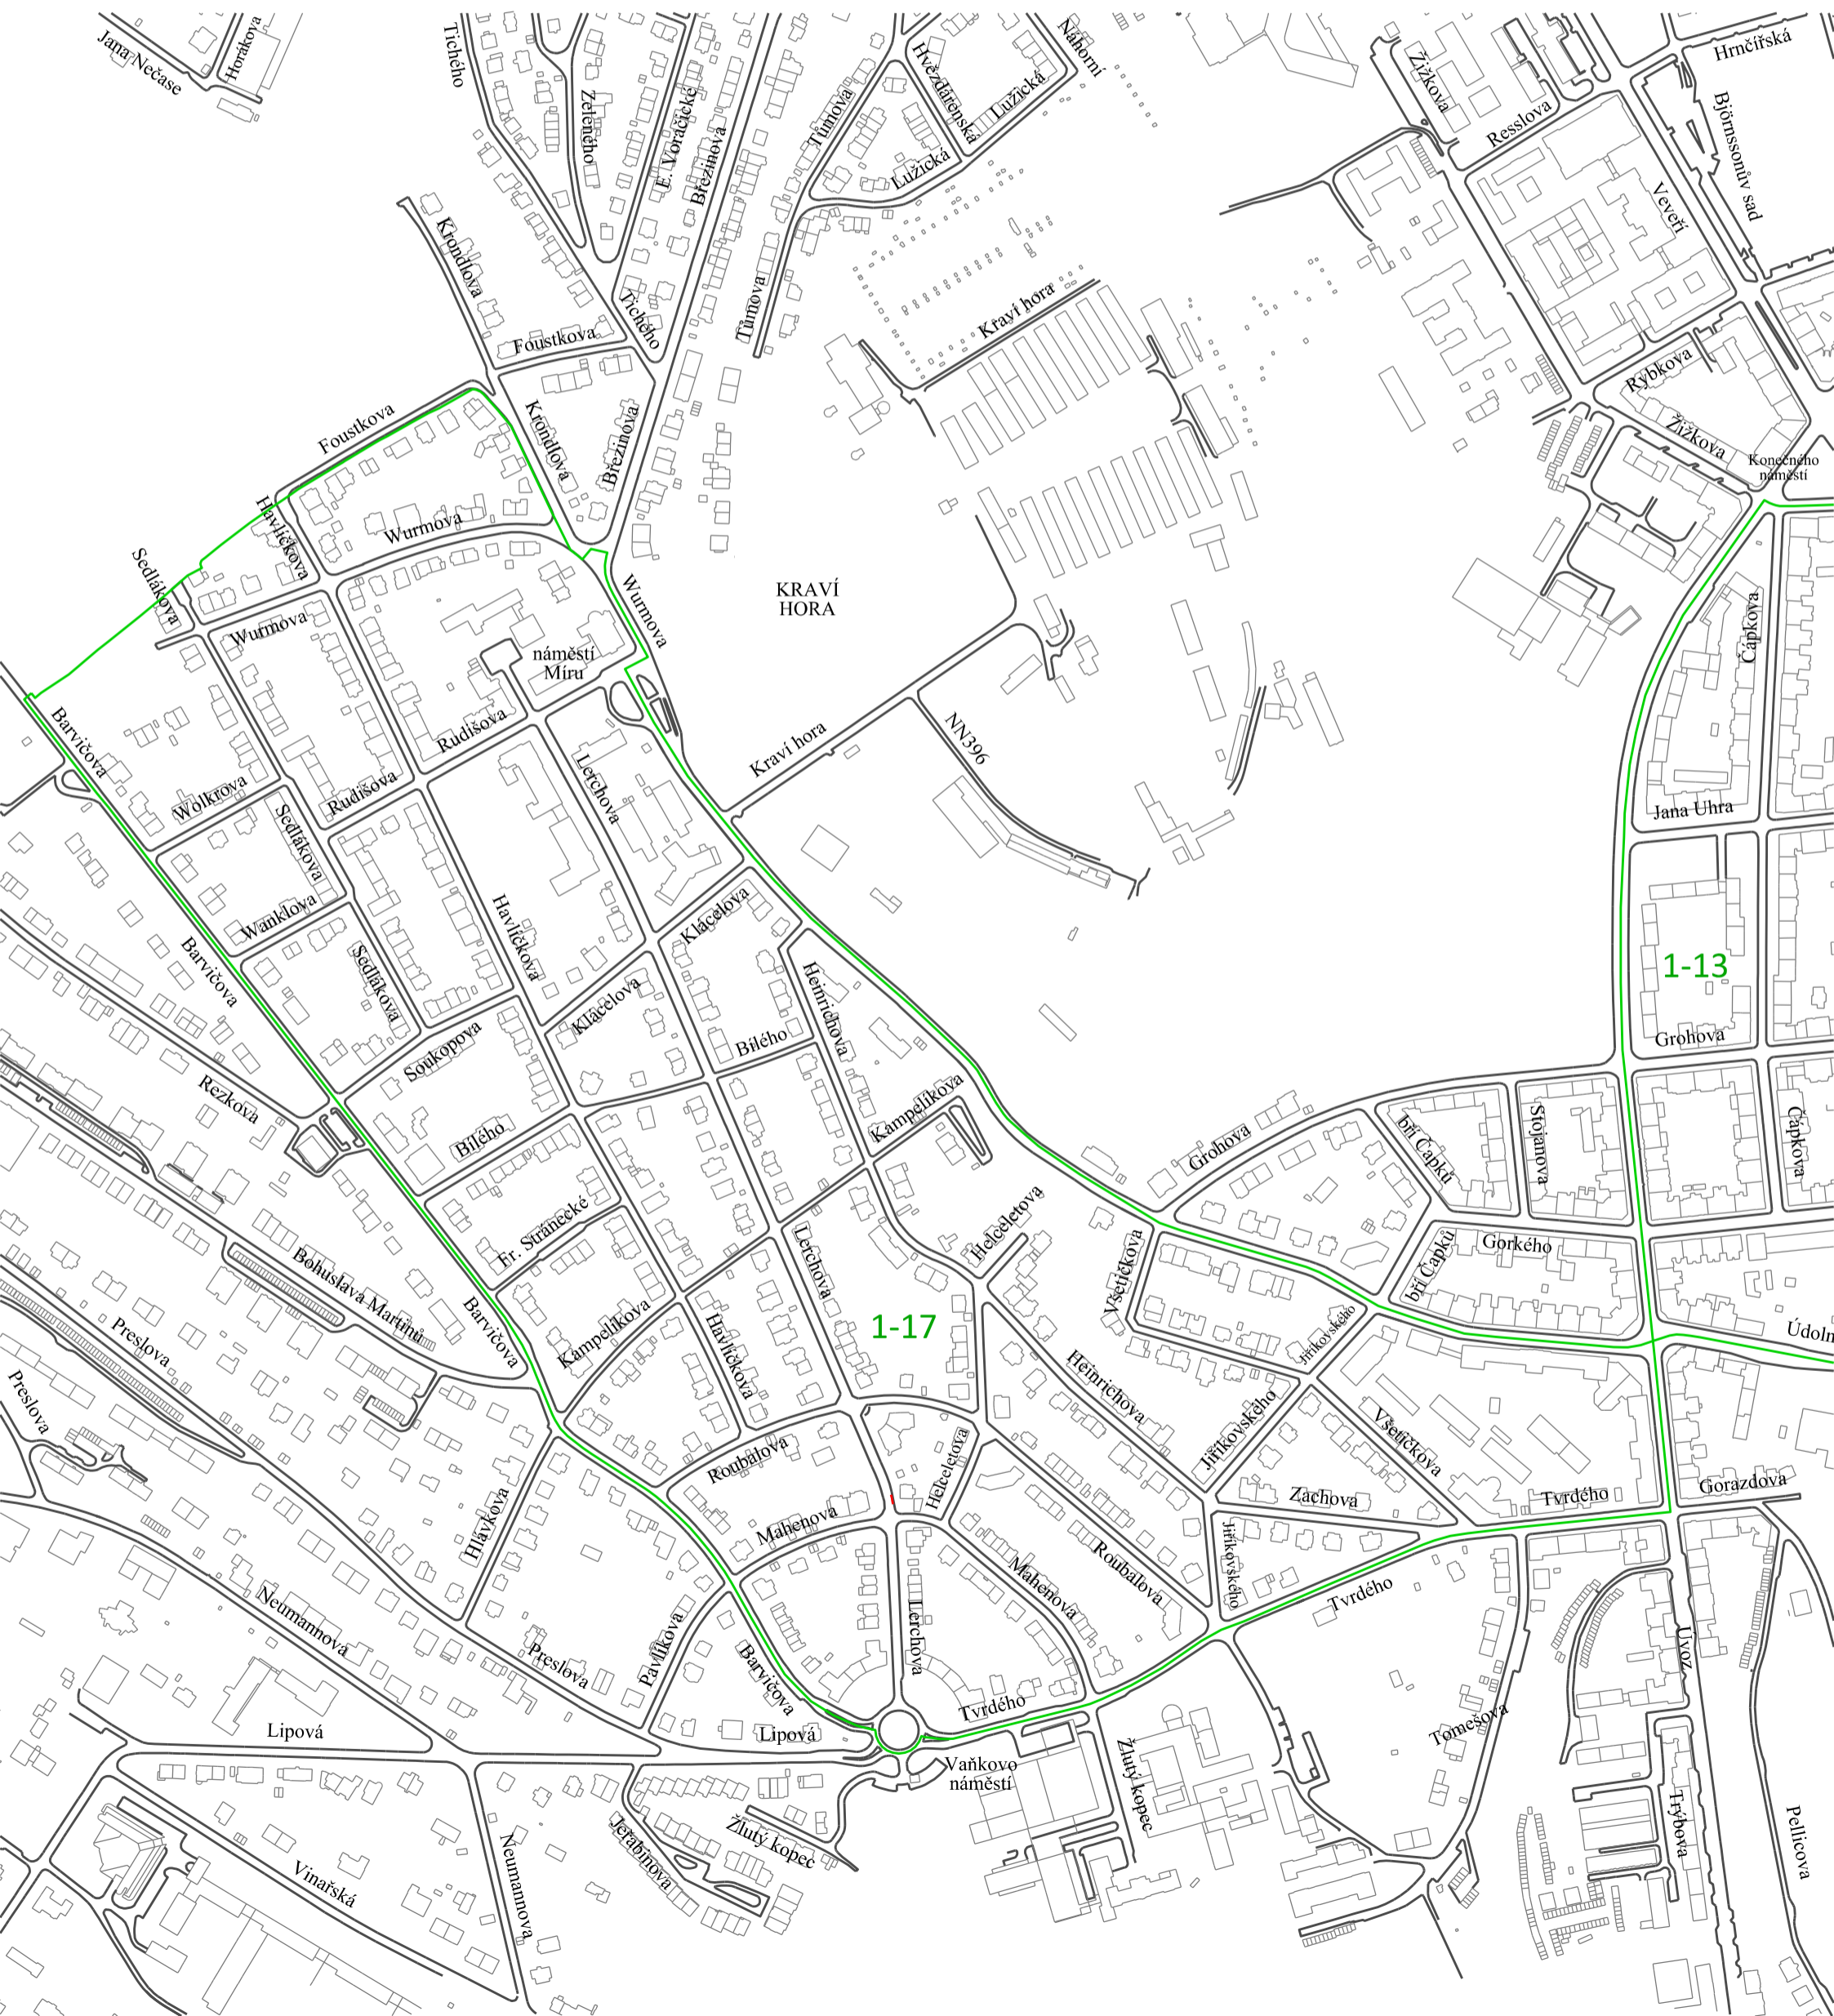 Jana Nečase
Horákova
Tichého
Zeleného
E. Voráčické
Březinova
Tůmova
Hvězdárenská
Lužická
Náhorní
Lužická
Žižkova
Resslova
Hrnčířská
Björnssonův sad
Veveří
Krondlova
Tichého
Foustkova
Tůmova
Kraví hora
Rybkova
Žižkova
Konečného
náměstí
Foustkova
Krondlova
Březinova
Havlíčkova
Wurmova
Sedlákova
Wurmova
Wurmova
KRAVÍ
HORA
náměstí
Míru
Čápkova
Barvičova
Rudišova
Lerchova
Kraví hora
NN396
Wolkrova
Rudišova
Sedlákova
Jana Uhra
Wanklova
Havlíčkova
Klácelova
Barvičova
Sedlákova
Klácelova
Heinrichova
1-13
Soukopova
Bílého
Grohova
Rezkova
Bílého
Kampelíkova
Grohova
bří Čapků
Stojanova
Čápkova
Fr. Stránecké
Helceletova
Lerchova
Všetičkova
Gorkého
bří Čapků
Bohuslava Martinů
Barvičova
Kampelíkova
Havlíčkova
1-17
Jiříkovského
Údoln
Preslova
Preslova
Heinrichova
Jiříkovského
Všetičkova
Roubalova
Helceletova
Zachova
Tvrdého
Gorazdova
Hlávkova
Mahenova
Mahenova
Roubalova
Jiříkovského
Tvrdého
Neumannova
Preslova
Pavlíkova
Barvičova
Lerchova
Tvrdého
Úvoz
Lipová
Lipová
Vaňkovo
náměstí
Tomešova
Žlutý kopec
Jeřabinova
Žlutý kopec
Trýbova
Pellicova
Vinařská
Neumannova